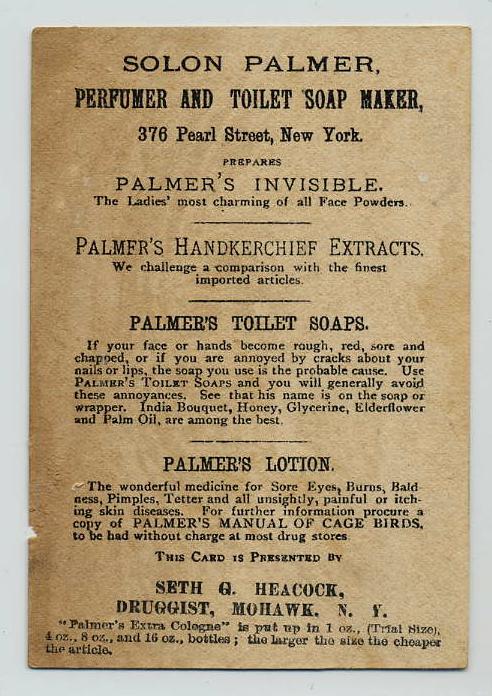 SOLON PALMER,
PERFUMER AND TOILET SOAP MAKER,
376 Pearl Street, New York.
PREPARES
PALMER'S INVISIBLE.
The Ladies' most charming of all Face Powders.
PALMER'S HANDKERCHIEF EXTRACTS.
We challenge a comparison with the finest
imported articles.
PALMER'S TOILET SOAPS.
If your face or hands become rough, red, sore and
chapped, or if you are annoyed by cracks about your
nails or lips, the soap you use is the probable cause. Use
PALMER'S TOILET SOAPS and you will generally avoid
these annoyances. See that his name is on the soap or
wrapper. India Bouquet, Honey, Glycerine, Elderflower
and Palm Oil, are among the best.
PALMER'S LOTION.
The wonderful medicine for Sore Eyes, Burns, Bald-
ness, Pimples, Tetter and all unsightly, painful or itch-
ing skin diseases. For further information procure a
copy of PALMER'S MANUAL OF CAGE BIRDS,
to be had without charge at most drug stores
THIS CARD IS PRESENTED BY
SETH G. HEACOCK,
DRUGGIST, MOHAWK, N. Y.
"Palmer's Extra Cologne" is put up in 1 oz., (Trial Size),
4 oz., 8 oz., and 16 oz., bottles; the larger the size the cheaper
the article.